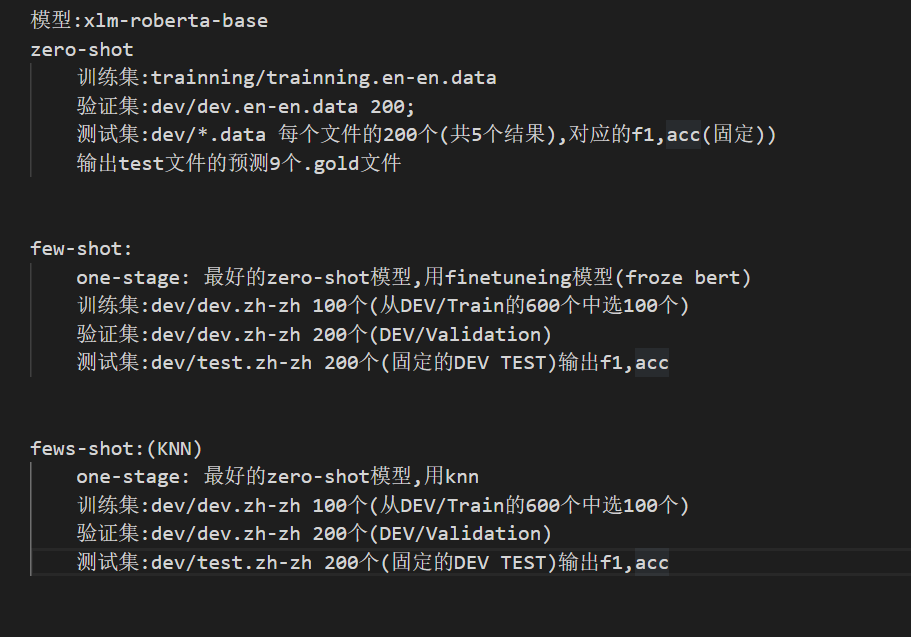 模型:xlm-roberta-base
zero-shot
训练集:trainning/trainning.en-en.data
验证集:dev/dev.en-en.data 200;
测试集:dev/*.data 每个文件的200个(共5个结果),对应的f1,acc(固定))
输出test文件的预测9个.gold文件
few-shot:
one-stage: 最好的zero-shot模型,用finetuneing模型(froze bert)
训练集:dev/dev.zh-zh 100个(从DEV/Train的600个中选100个)
验证集:dev/dev.zh-zh 200个(DEV/Validation)
测试集:dev/test.zh-zh 200个(固定的DEV TEST)输出f1,acc
fews-shot:(KNN)
one-stage: 最好的zero-shot模型,用knn
训练集:dev/dev.zh-zh 100个(从DEV/Train的600个中选100个)
验证集:dev/dev.zh-zh 200个(DEV/Validation)
测试集:dev/test.zh-zh 200个(固定的DEV TEST)输出f1,acc